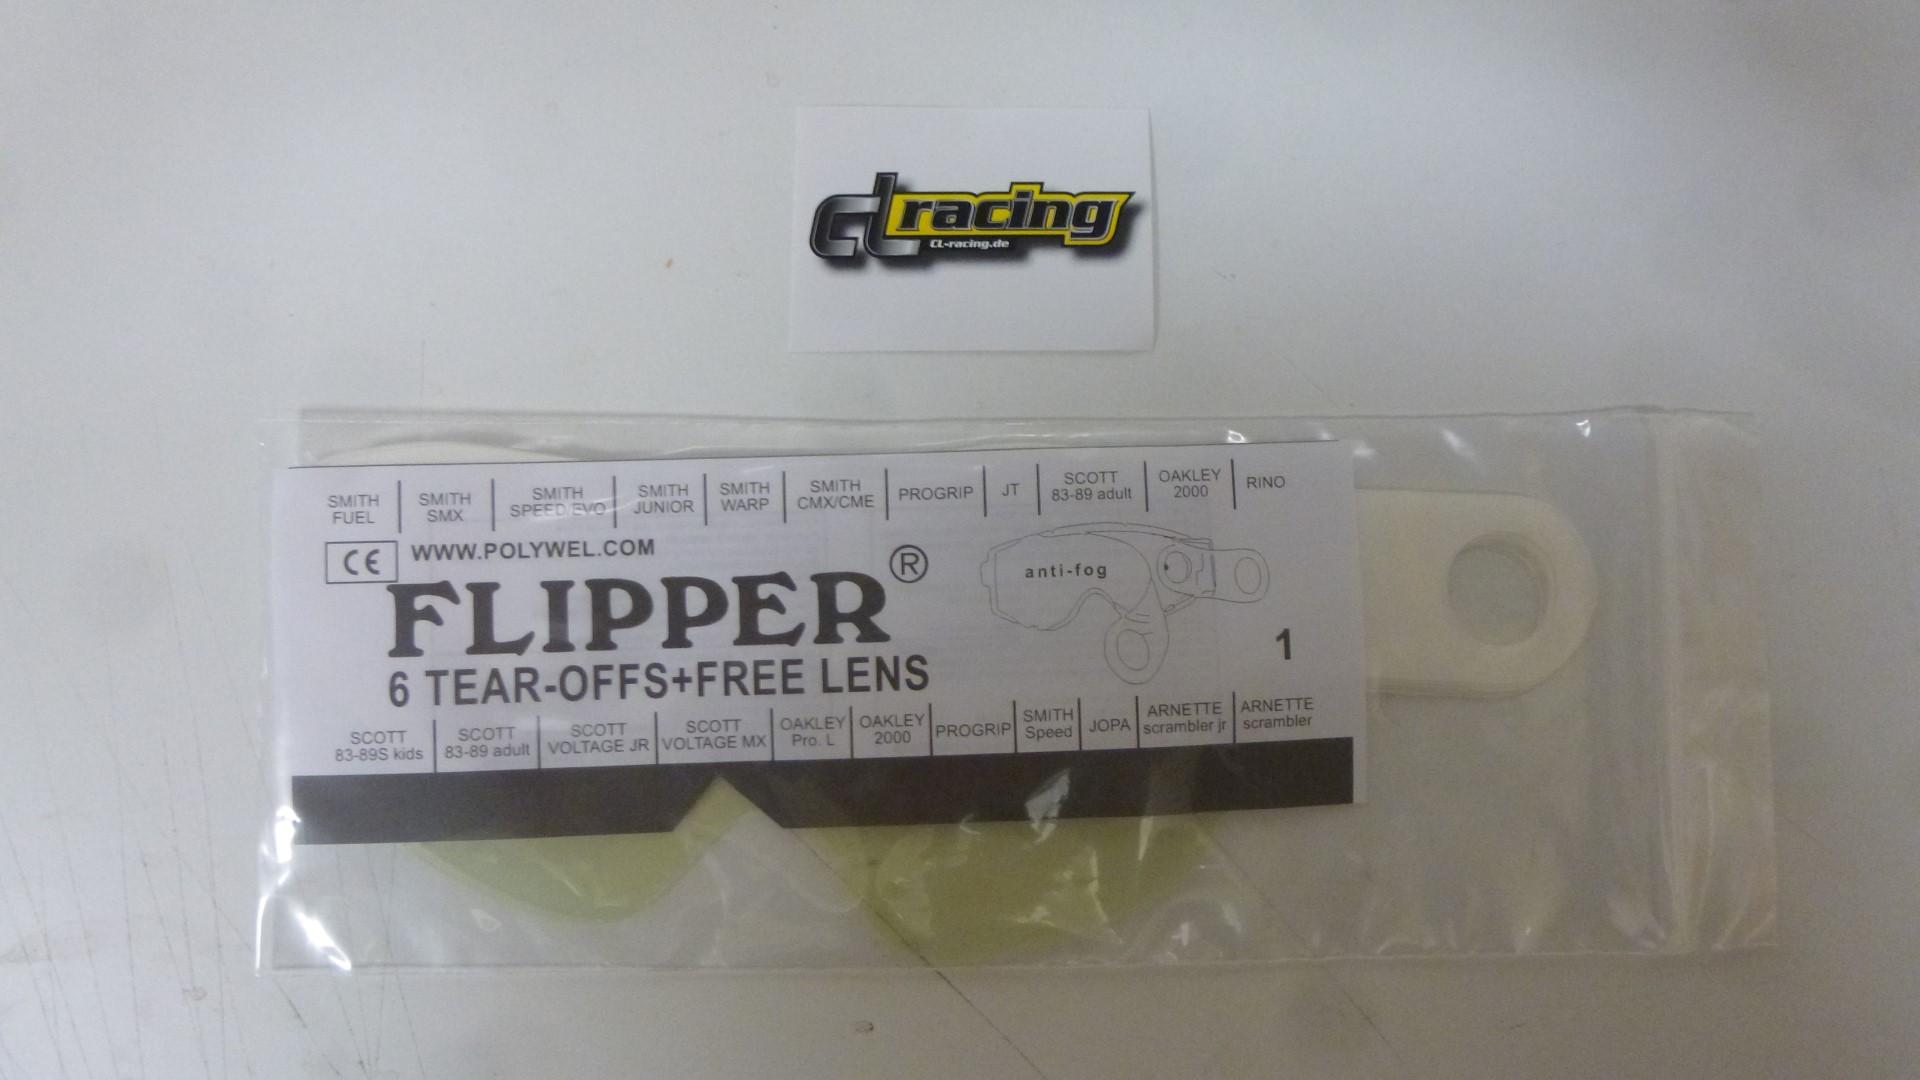 cl racing
CL-racing.de
SMITH FUEL
SMITH SMX
SMITH SPEED/EVO
SMITH JUNIOR
SMITH WARP
SMITH CMX/CME
PROGRIP
JT
SCOTT 83-89 adult
OAKLEY 2000
RINO
CE WWW.POLYWEL.COM
FLIPPER®
anti-fog
6 TEAR-OFFS+FREE LENS
1
SCOTT 83-89S kids
SCOTT 83-89 adult
SCOTT VOLTAGE JR
SCOTT VOLTAGE MX
OAKLEY Pro. L
OAKLEY 2000
PROGRIP
SMITH Speed
JOPA
ARNETTE scrambler jr
ARNETTE scrambler